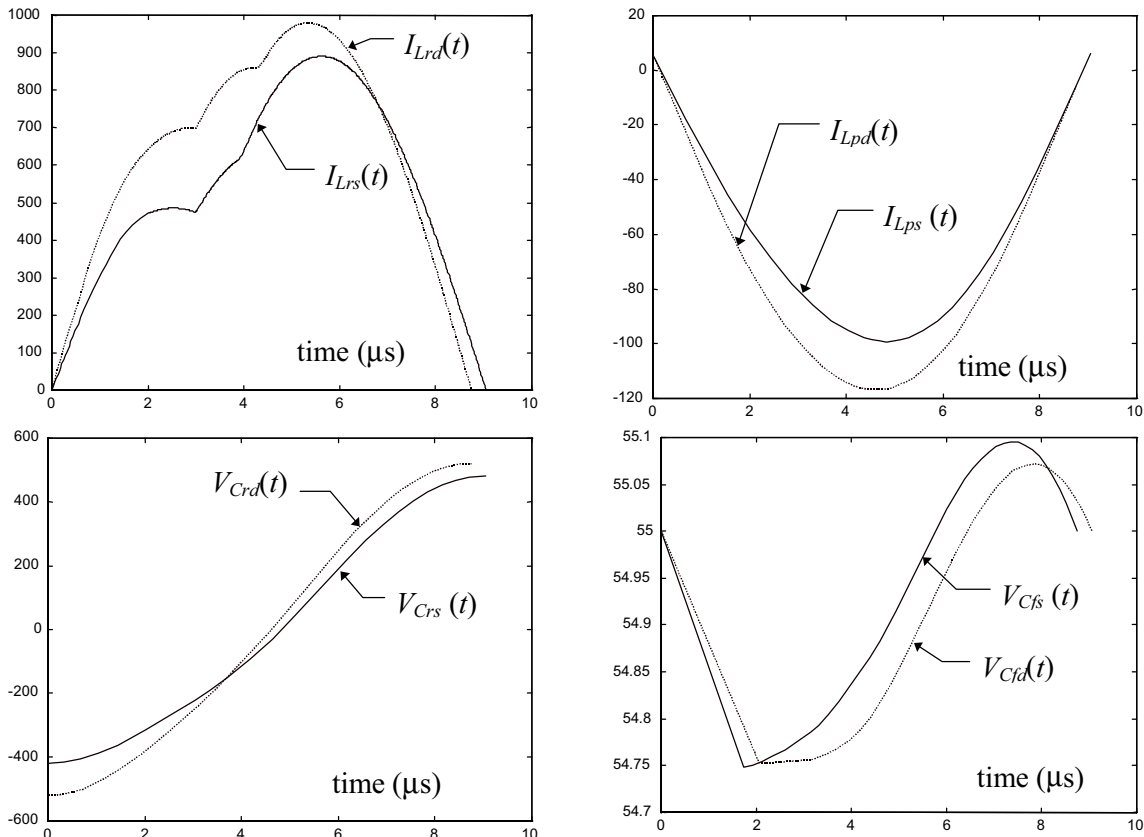 1000
900
800
700
600
500
400
300
200
100
0
0 2 4 6 8 10
I_Lrd(t)
I_Lrs(t)
time (μs)
20
0
-20
-40
-60
-80
-100
-120
0 2 4 6 8 10
I_Lpd(t)
I_Lps (t)
time (μs)
600
400
200
0
-200
-400
-600
0 2 4 6 8 10
V_Crd(t)
V_Crs (t)
time (μs)
55.1
55.05
55
54.95
54.9
54.85
54.8
54.75
54.7
0 2 4 6 8 10
V_Cfs (t)
V_Cfd(t)
time (μs)